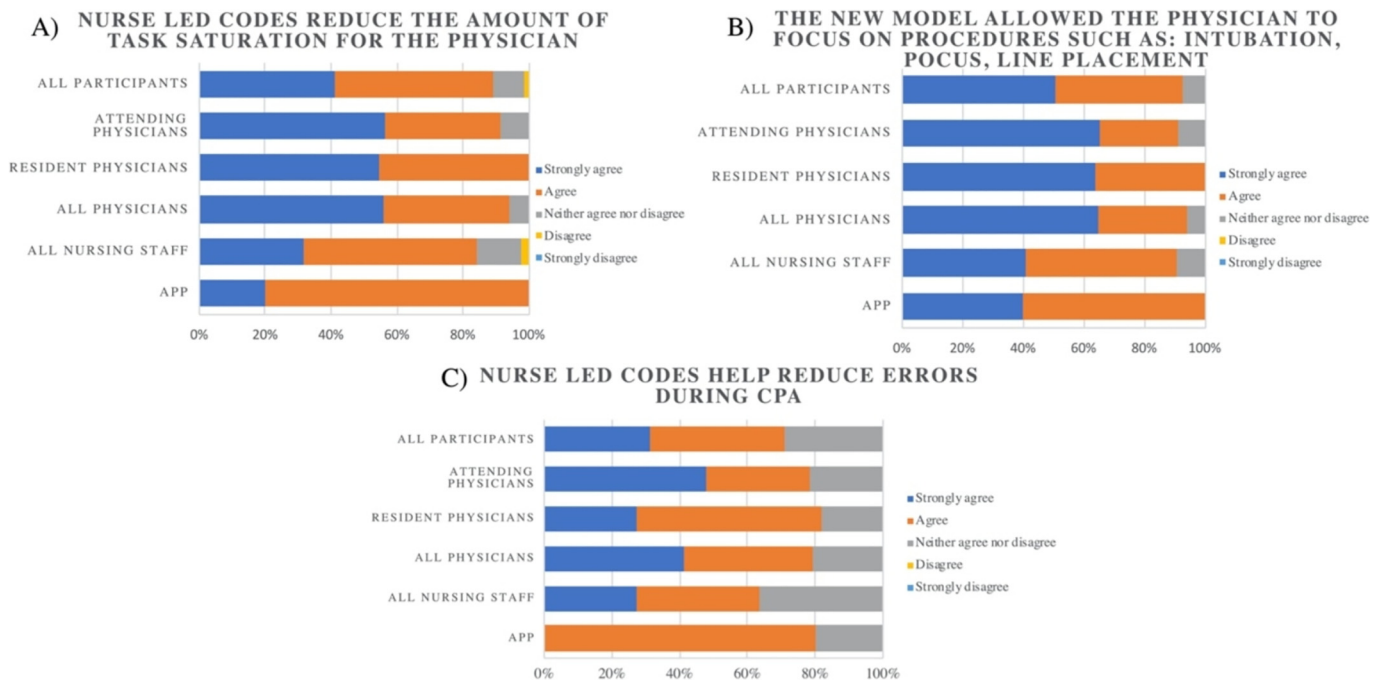 A) NURSE LED CODES REDUCE THE AMOUNT OF
TASK SATURATION FOR THE PHYSICIAN
ALL PARTICIPANTS
ATTENDING
PHYSICIANS
RESIDENT PHYSICIANS
ALL PHYSICIANS
ALL NURSING STAFF
APP
0% 20% 40% 60% 80% 100%
Strongly agree
Agree
Neither agree nor disagree
Disagree
Strongly disagree
B) THE NEW MODEL ALLOWED THE PHYSICIAN TO
FOCUS ON PROCEDURES SUCH AS: INTUBATION,
POCUS, LINE PLACEMENT
ALL PARTICIPANTS
ATTENDING PHYSICIANS
RESIDENT PHYSICIANS
ALL PHYSICIANS
ALL NURSING STAFF
APP
0% 20% 40% 60% 80% 100%
Strongly agree
Agree
Neither agree nor disagree
Disagree
Strongly disagree
C) NURSE LED CODES HELP REDUCE ERRORS
DURING CPA
ALL PARTICIPANTS
ATTENDING
PHYSICIANS
RESIDENT PHYSICIANS
ALL PHYSICIANS
ALL NURSING STAFF
APP
0% 20% 40% 60% 80% 100%
Strongly agree
Agree
Neither agree nor disagree
Disagree
Strongly disagree